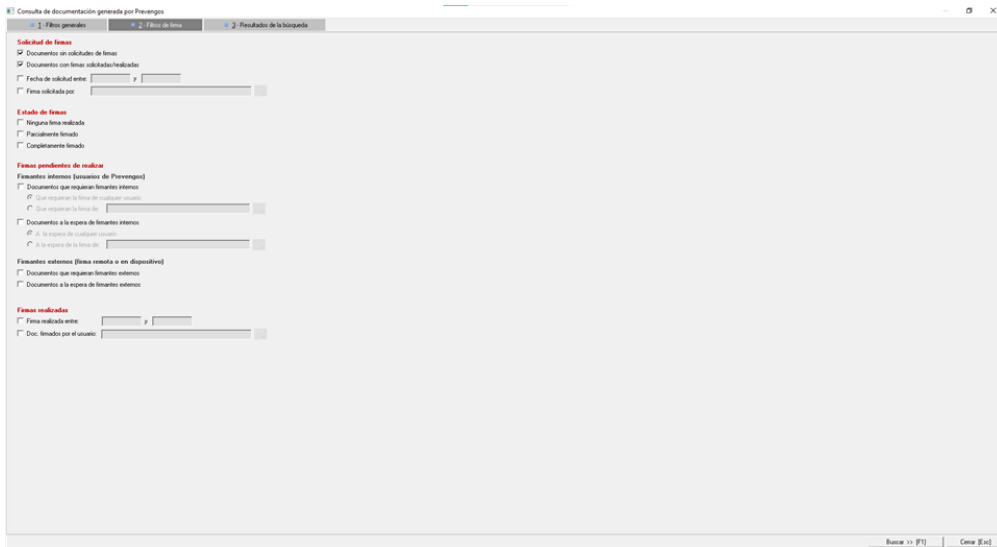 Consulta de documentación generada por Prevengos
1 - Filtros generales
2 - Filtros de firma
3 - Resultados de la búsqueda
Solicitud de firmas
Documentos sin solicitudes de firmas
Documentos con firmas solicitadas/realizadas
Fecha de solicitud entre: y
Firma solicitada por:
Estado de firmas
Ninguna firma realizada
Parcialmente firmado
Completamente firmado
Firmas pendientes de realizar
Firmantes internos (usuarios de Prevengos)
Documentos que requieran firmantes internos
Que requieran la firma de cualquier usuario
Que requieran la firma de:
Documentos a la espera de firmantes internos
A la espera de cualquier usuario
A la espera de la firma de:
Firmantes externos (firma remota o en dispositivo)
Documentos que requieran firmantes externos
Documentos a la espera de firmantes externos
Firmas realizadas
Firma realizada entre: y
Doc. firmados por el usuario:
Buscar >> [F1]
Cerrar [Esc]